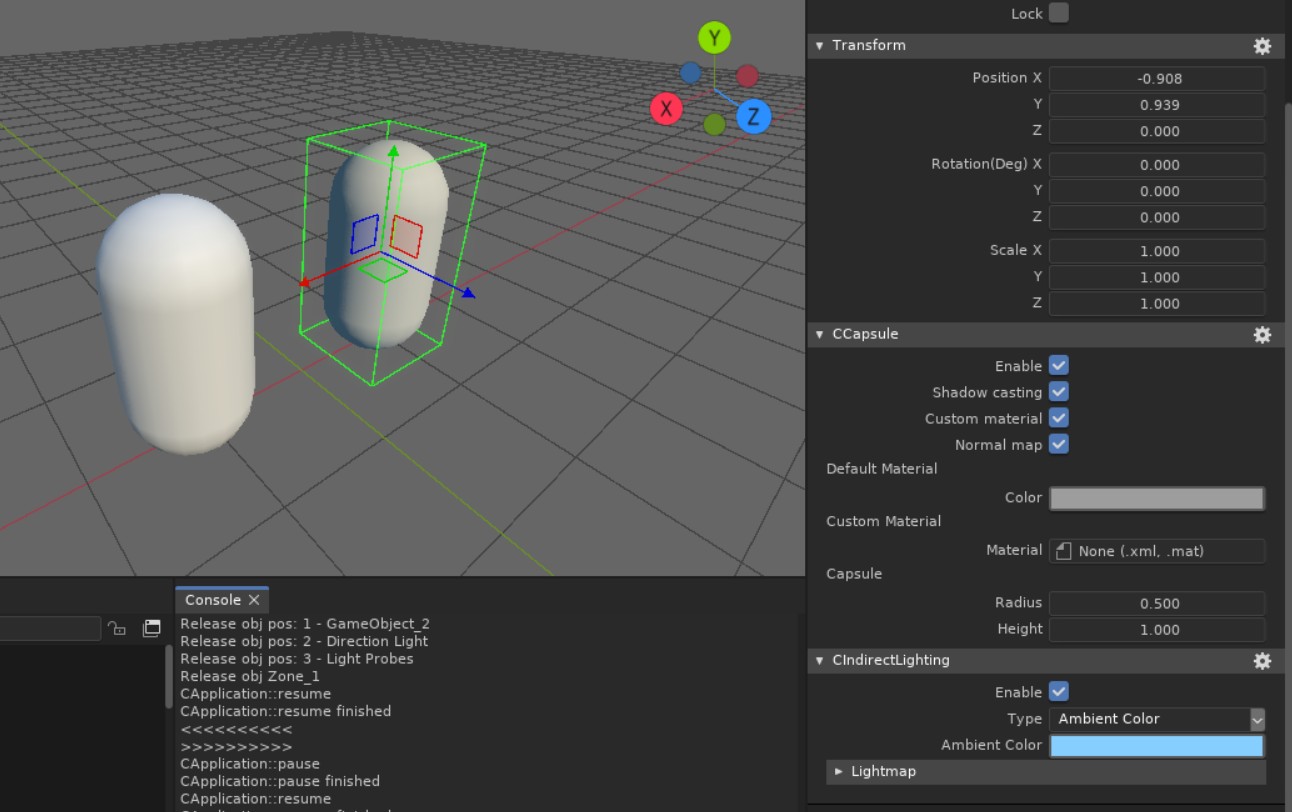 Lock
Y
X
Z
Transform
Position X -0.908
Y 0.939
Z 0.000
Rotation(Deg) X 0.000
Y 0.000
Z 0.000
Scale X 1.000
Y 1.000
Z 1.000
CCapsule
Enable
Shadow casting
Custom material
Normal map
Default Material
Color
Custom Material
Material None (.xml, .mat)
Capsule
Radius 0.500
Height 1.000
CIndirectLighting
Enable
Type Ambient Color
Ambient Color
Lightmap
Console
Release obj pos: 1 - GameObject_2
Release obj pos: 2 - Direction Light
Release obj pos: 3 - Light Probes
Release obj Zone_1
CApplication::resume
CApplication::resume finished
<<<<<<<<<<
>>>>>>>>>>
CApplication::pause
CApplication::pause finished
CApplication::resume